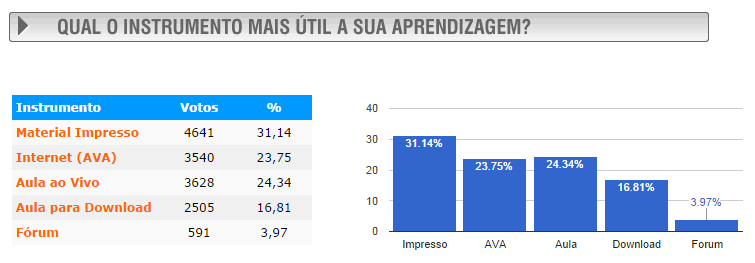 QUAL O INSTRUMENTO MAIS ÚTIL A SUA APRENDIZAGEM?
Instrumento Votos %
Material Impresso 4641 31,14
Internet (AVA) 3540 23,75
Aula ao Vivo 3628 24,34
Aula para Download 2505 16,81
Fórum 591 3,97
40
30
20
10
0
31.14%
23.75%
24.34%
16.81%
3.97%
Impresso AVA Aula Download Forum